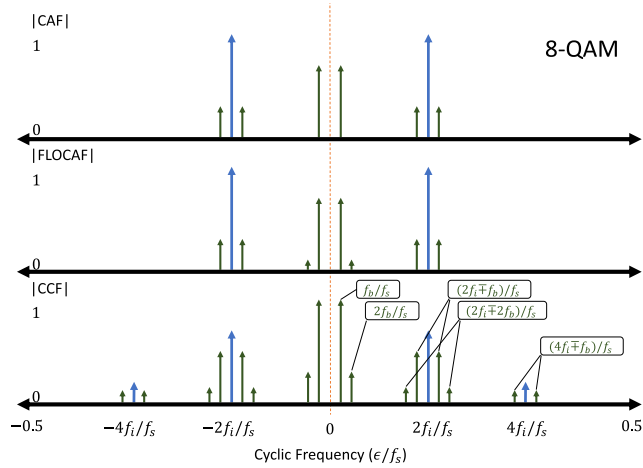 |CAF|
8-QAM
1
0
|FLOCAF|
1
0
|CCF|
f_b/f_s
(2f_i∓f_b)/f_s
1
2f_b/f_s
(2f_i∓2f_b)/f_s
(4f_i∓f_b)/f_s
0
−0.5 −4f_i/f_s −2f_i/f_s 0 2f_i/f_s 4f_i/f_s 0.5
Cyclic Frequency (ϵ/f_s)